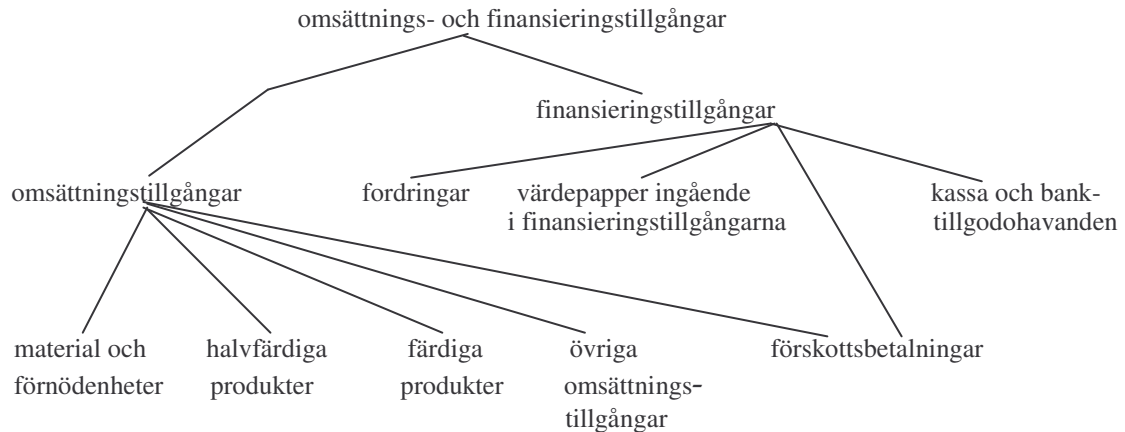 omsättnings- och finansieringstillgångar
finansieringstillgångar
omsättningstillgångar
fordringar
värdepapper ingående
i finansieringstillgångarna
kassa och bank-
tillgodohavanden
material och
förnödenheter
halvfärdiga
produkter
färdiga
produkter
övriga
omsättnings-
tillgångar
förskottsbetalningar